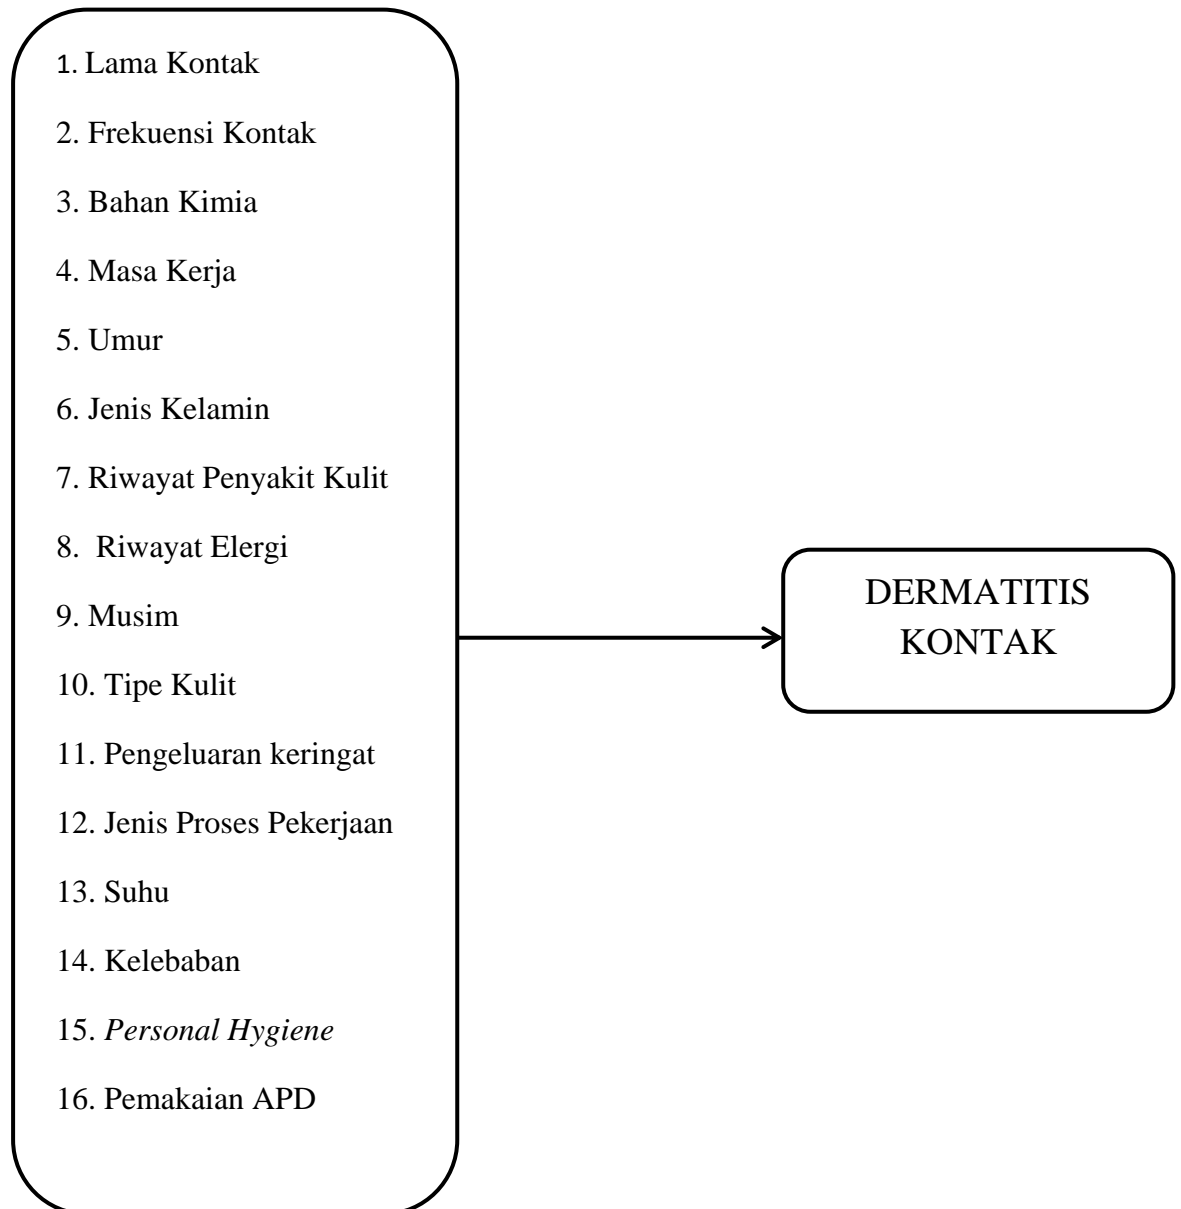 1. Lama Kontak
2. Frekuensi Kontak
3. Bahan Kimia
4. Masa Kerja
5. Umur
6. Jenis Kelamin
7. Riwayat Penyakit Kulit
8. Riwayat Elergi
9. Musim
10. Tipe Kulit
11. Pengeluaran keringat
12. Jenis Proses Pekerjaan
13. Suhu
14. Kelebaban
15. Personal Hygiene
16. Pemakaian APD
DERMATITIS
KONTAK